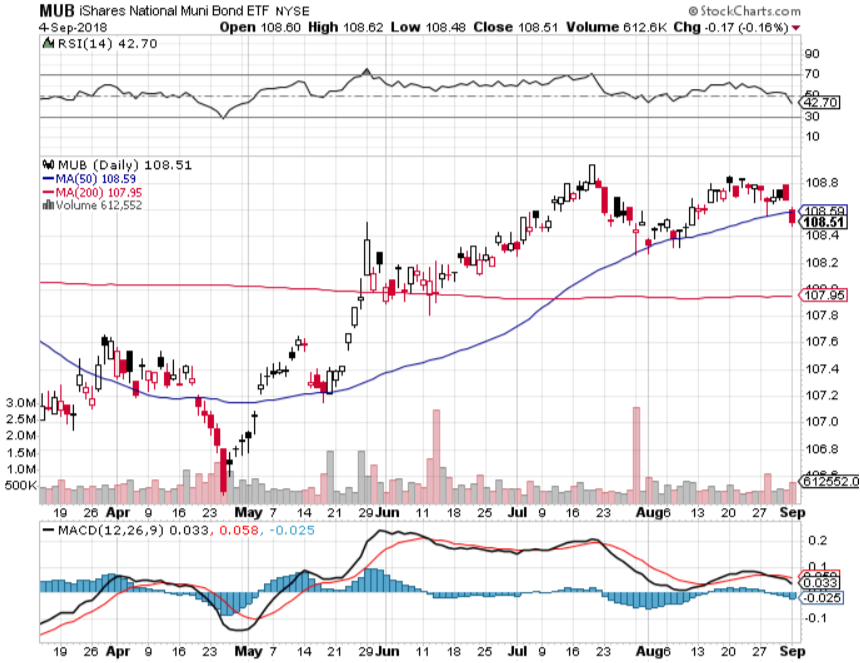 MUB iShares National Muni Bond ETF NYSE © StockCharts.com
4-Sep-2018 Open 108.60 High 108.62 Low 108.48 Close 108.51 Volume 612.6K Chg -0.17 (-0.16%)
RSI(14) 42.70
90
70
50
42.70
30
10
MUB (Daily) 108.51
MA(50) 108.59
MA(200) 107.95
Volume 612,552
108.8
108.59
108.51
108.4
108.2
107.95
107.8
107.6
107.4
107.2
107.0
106.8
3.0M
2.5M
2.0M
1.5M
1.0M
500K
612552.0
19 26 Apr 9 16 23 May 7 14 21 29 Jun 11 18 25 Jul 9 16 23 Aug 6 13 20 27 Sep
MACD(12,26,9) 0.033, 0.058, -0.025
0.2
0.1
0.058
0.033
-0.025
-0.1
19 26 Apr 9 16 23 May 7 14 21 29 Jun 11 18 25 Jul 9 16 23 Aug 6 13 20 27 Sep